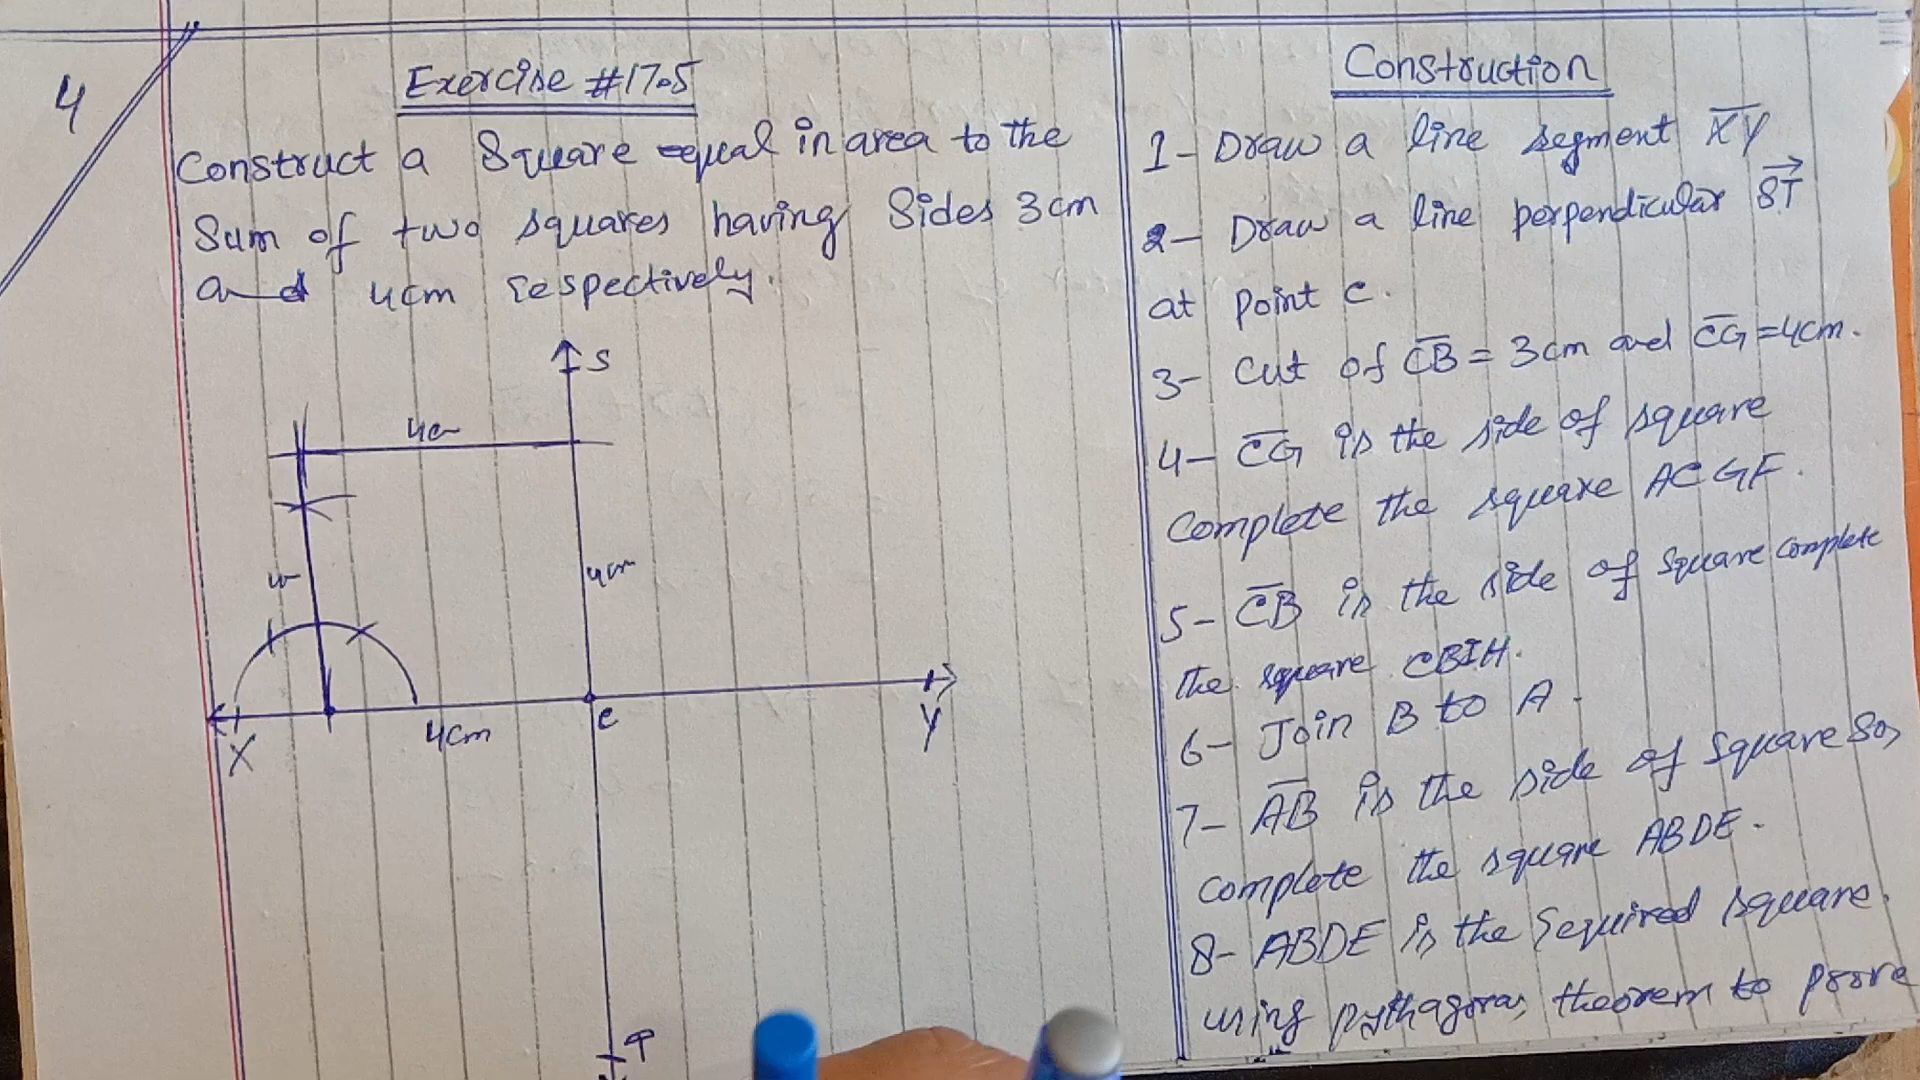 4
Exercise #17.5
Construct a Square equal in area to the
Sum of two squares having Sides 3cm
and 4cm respectively.
S
4c
4cm
X
4cm
C
Y
T
Construction
1- Draw a line segment XY
2- Draw a line perpendicular ST
at point C.
3- Cut of CB = 3cm and CG = 4cm.
4- CG is the side of square
Complete the square ACGF.
5- CB is the side of square complete
the square CBIH.
6- Join B to A.
7- AB is the side of square so,
complete the square ABDE.
8- ABDE is the required square.
using pythagoras theorem to prove